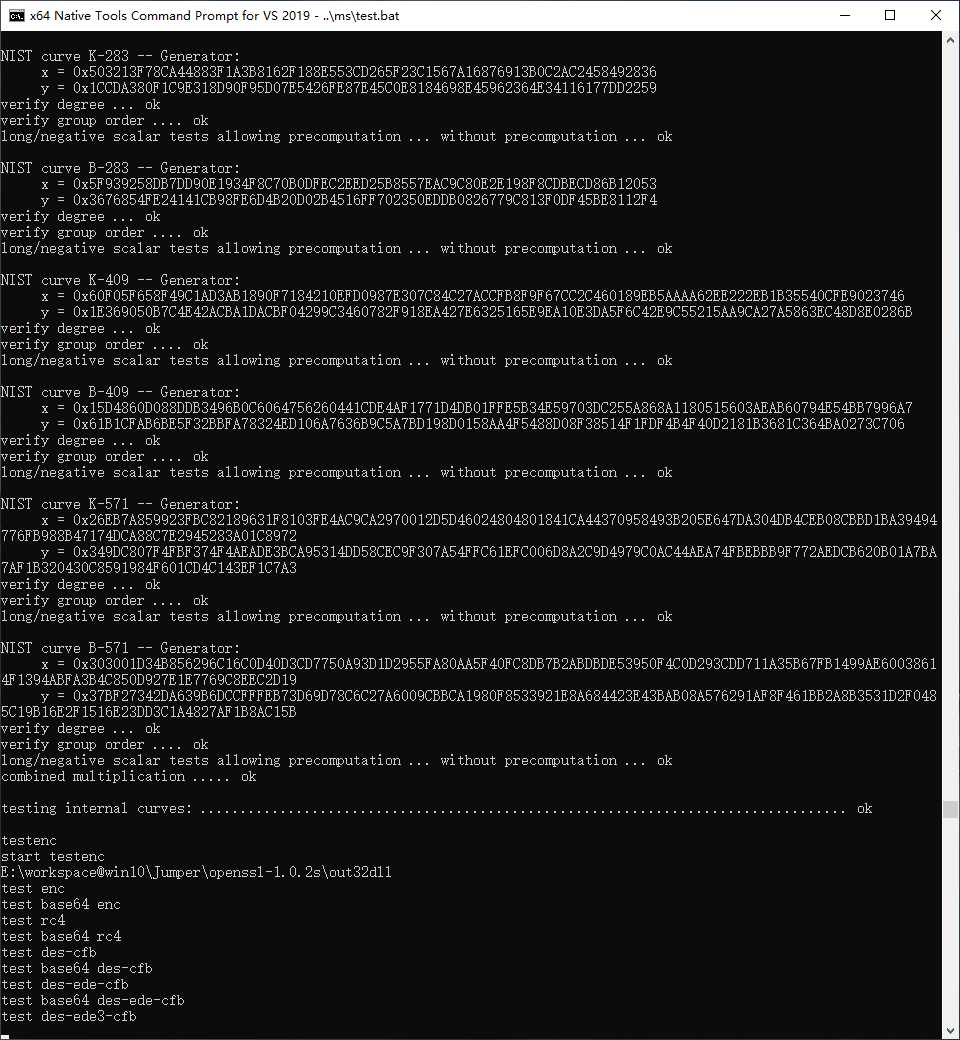 x64 Native Tools Command Prompt for VS 2019 - ..\ms\test.bat
NIST curve K-283 -- Generator:
x = 0x503213F78CA44883F1A3B8162F188E553CD265F23C1567A16876913B0C2AC2458492836
y = 0x1CCDA380F1C9E318D90F95D07E5426FE87E45C0E8184698E45962364E34116177DD2259
verify degree ... ok
verify group order .... ok
long/negative scalar tests allowing precomputation ... without precomputation ... ok
NIST curve B-283 -- Generator:
x = 0x5F939258DB7DD90E1934F8C70B0DFEC2EED25B8557EAC9C80E2E198F8CDBECD86B12053
y = 0x3676854FE24141CB98FE6D4B20D02B4516FF702350EDDB0826779C813F0DF45BE8112F4
verify degree ... ok
verify group order .... ok
long/negative scalar tests allowing precomputation ... without precomputation ... ok
NIST curve K-409 -- Generator:
x = 0x60F05F658F49C1AD3AB1890F7184210EFD0987E307C84C27ACCFB8F9F67CC2C460189EB5AAAA62EE222EB1B35540CFE9023746
y = 0x1E369050B7C4E42ACBA1DACBF04299C3460782F918EA427E6325165E9EA10E3DA5F6C42E9C55215AA9CA27A5863EC48D8E0286B
verify degree ... ok
verify group order .... ok
long/negative scalar tests allowing precomputation ... without precomputation ... ok
NIST curve B-409 -- Generator:
x = 0x15D4860D088DDB3496B0C6064756260441CDE4AF1771D4DB01FFE5B34E59703DC255A868A1180515603AEAB60794E54BB7996A7
y = 0x61B1CFAB6BE5F32BBFA78324ED106A7636B9C5A7BD198D0158AA4F5488D08F38514F1FDF4B4F40D2181B3681C364BA0273C706
verify degree ... ok
verify group order .... ok
long/negative scalar tests allowing precomputation ... without precomputation ... ok
NIST curve K-571 -- Generator:
x = 0x26EB7A859923FBC82189631F8103FE4AC9CA2970012D5D46024804801841CA44370958493B205E647DA304DB4CEB08CBBD1BA39494
776FB988B47174DCA88C7E2945283A01C8972
y = 0x349DC807F4FBF374F4AEADE3BCA95314DD58CEC9F307A54FFC61EFC006D8A2C9D4979C0AC44AEA74FBEBBB9F772AEDCB620B01A7BA
7AF1B320430C8591984F601CD4C143EF1C7A3
verify degree ... ok
verify group order .... ok
long/negative scalar tests allowing precomputation ... without precomputation ... ok
NIST curve B-571 -- Generator:
x = 0x303001D34B856296C16C0D40D3CD7750A93D1D2955FA80AA5F40FC8DB7B2ABDBDE53950F4C0D293CDD711A35B67FB1499AE60038614
4F1394ABFA3B4C850D927E1E7769C8EEC2D19
y = 0x37BF27342DA639B6DCCFFFEB73D69D78C6C27A6009CBBCA1980F8533921E8A684423E43BAB08A576291AF8F461BB2A8B3531D2F048
5C19B16E2F1516E23DD3C1A4827AF1B8AC15B
verify degree ... ok
verify group order .... ok
long/negative scalar tests allowing precomputation ... without precomputation ... ok
combined multiplication ..... ok
testing internal curves: ................................................................................. ok
testenc
start testenc
E:\workspace@win10\Jumper\openssl-1.0.2s\out32dll
test enc
test base64 enc
test rc4
test base64 rc4
test des-cfb
test base64 des-cfb
test des-ede-cfb
test base64 des-ede-cfb
test des-ede3-cfb